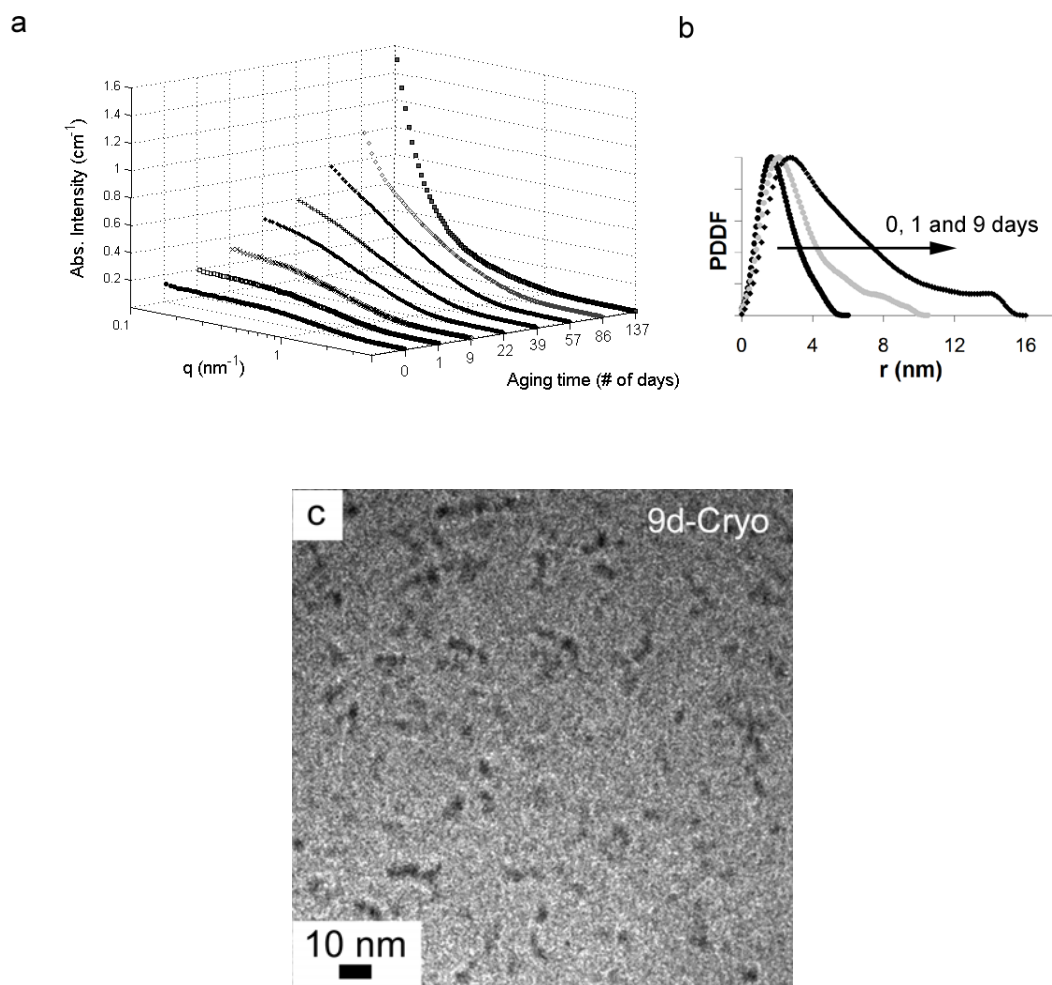 a
1.6
1.4
1.2
1
0.8
0.6
0.4
0.2
Abs. Intensity (cm⁻¹)
0.1
1
q (nm⁻¹)
0
1
9
22
39
57
86
137
Aging time (# of days)
b
PDDF
0, 1 and 9 days
0 4 8 12 16
r (nm)
c
9d-Cryo
10 nm